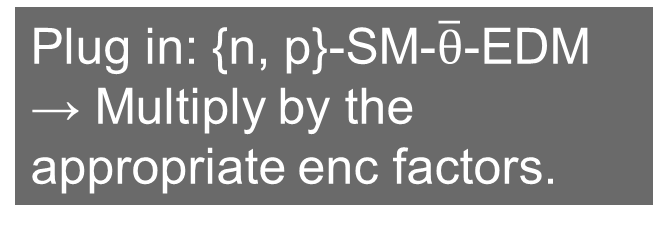 Plug in: {n, p}-SM-θ̅-EDM
→ Multiply by the
appropriate enc factors.